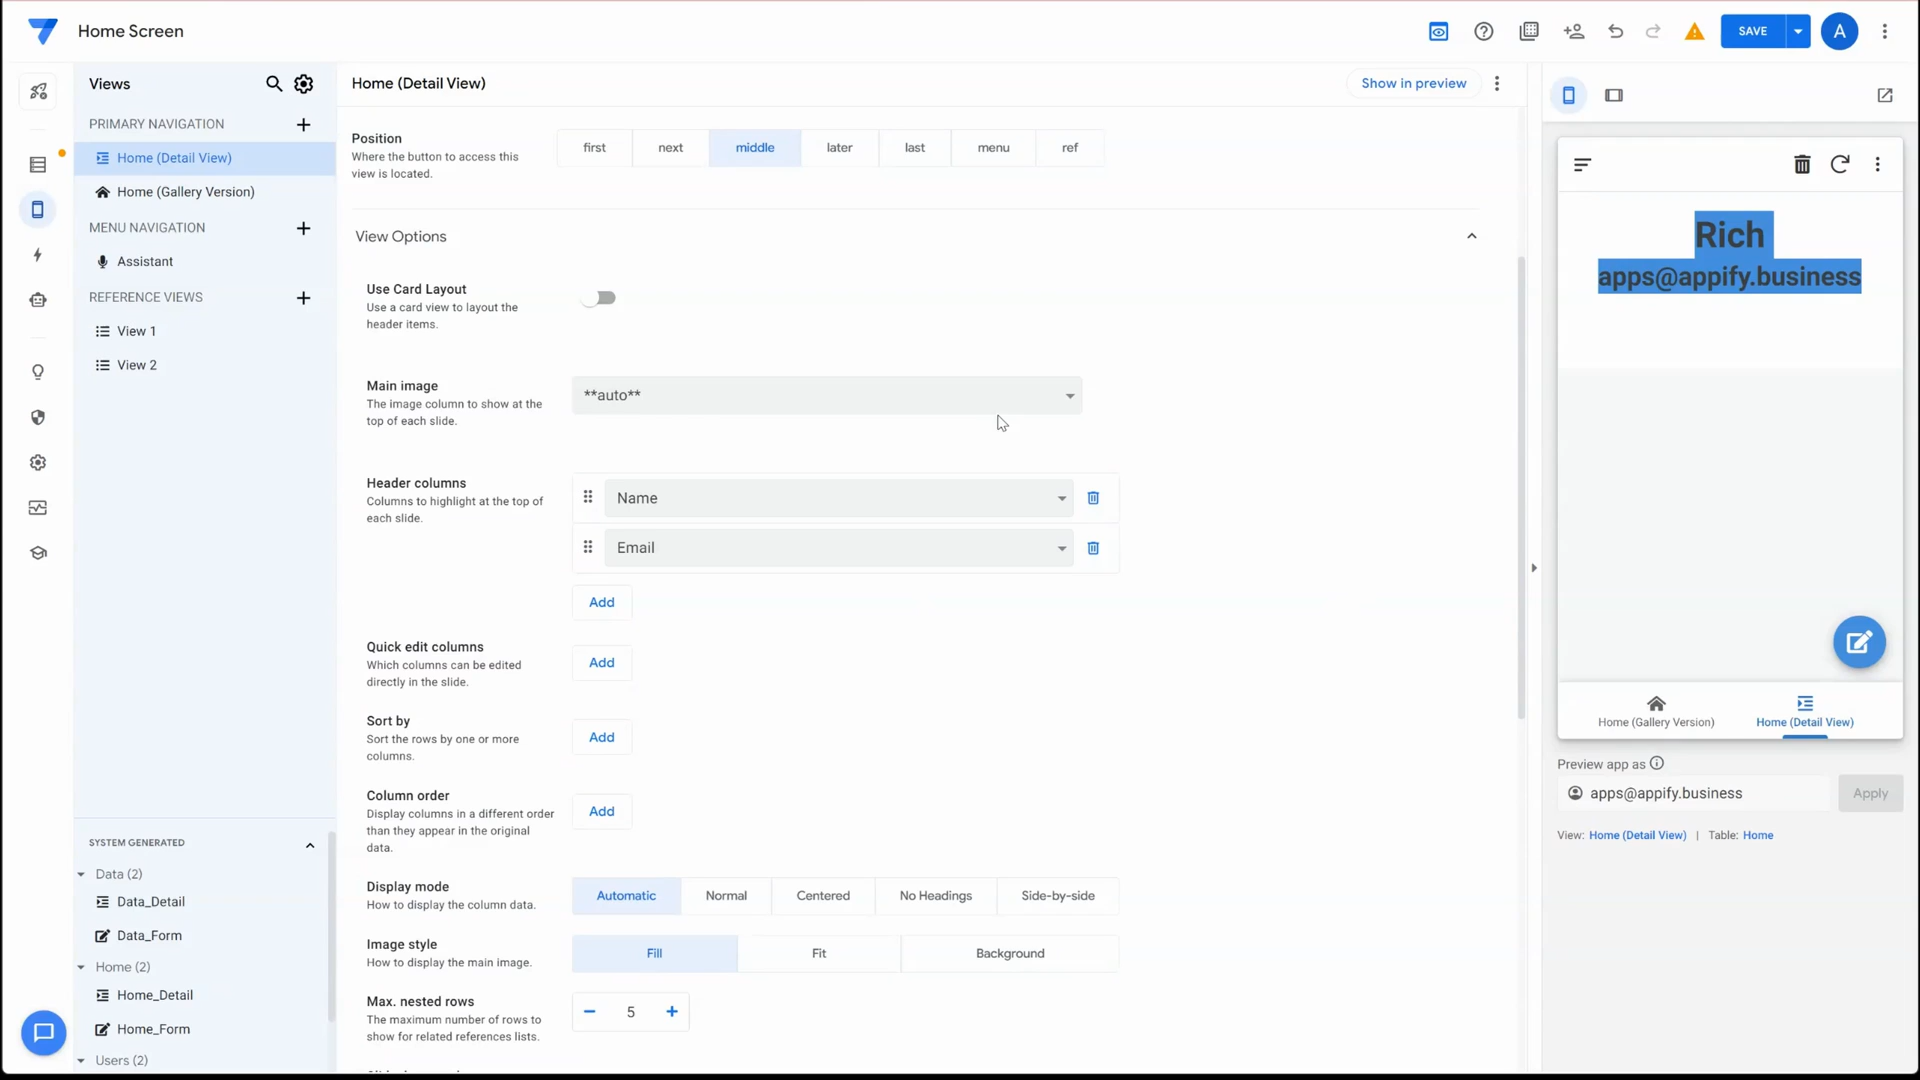 Home Screen
SAVE
A
Views
PRIMARY NAVIGATION
Home (Detail View)
Home (Gallery Version)
MENU NAVIGATION
Assistant
REFERENCE VIEWS
View 1
View 2
SYSTEM GENERATED
Data (2)
Data_Detail
Data_Form
Home (2)
Home_Detail
Home_Form
Users (2)
Home (Detail View)
Show in preview
Position
Where the button to access this
view is located.
first
next
middle
later
last
menu
ref
View Options
Use Card Layout
Use a card view to layout the
header items.
Main image
The image column to show at the
top of each slide.
**auto**
Header columns
Columns to highlight at the top of
each slide.
Name
Email
Add
Quick edit columns
Which columns can be edited
directly in the slide.
Add
Sort by
Sort the rows by one or more
columns.
Add
Column order
Display columns in a different order
than they appear in the original
data.
Add
Display mode
How to display the column data.
Automatic
Normal
Centered
No Headings
Side-by-side
Image style
How to display the main image.
Fill
Fit
Background
Max. nested rows
The maximum number of rows to
show for related references lists.
5
Rich
apps@appify.business
Home (Gallery Version)
Home (Detail View)
Preview app as
apps@appify.business
Apply
View: Home (Detail View) | Table: Home